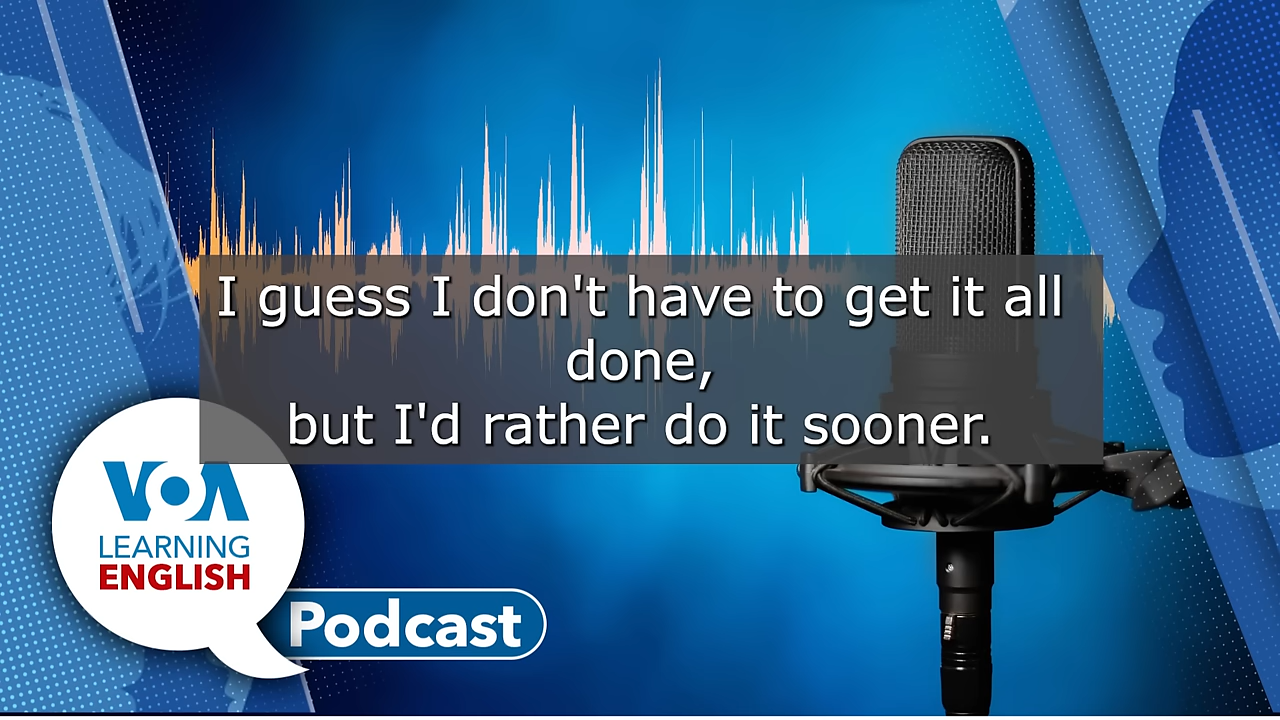 I guess I don't have to get it all
done,
but I'd rather do it sooner.
VOA
LEARNING
ENGLISH
Podcast